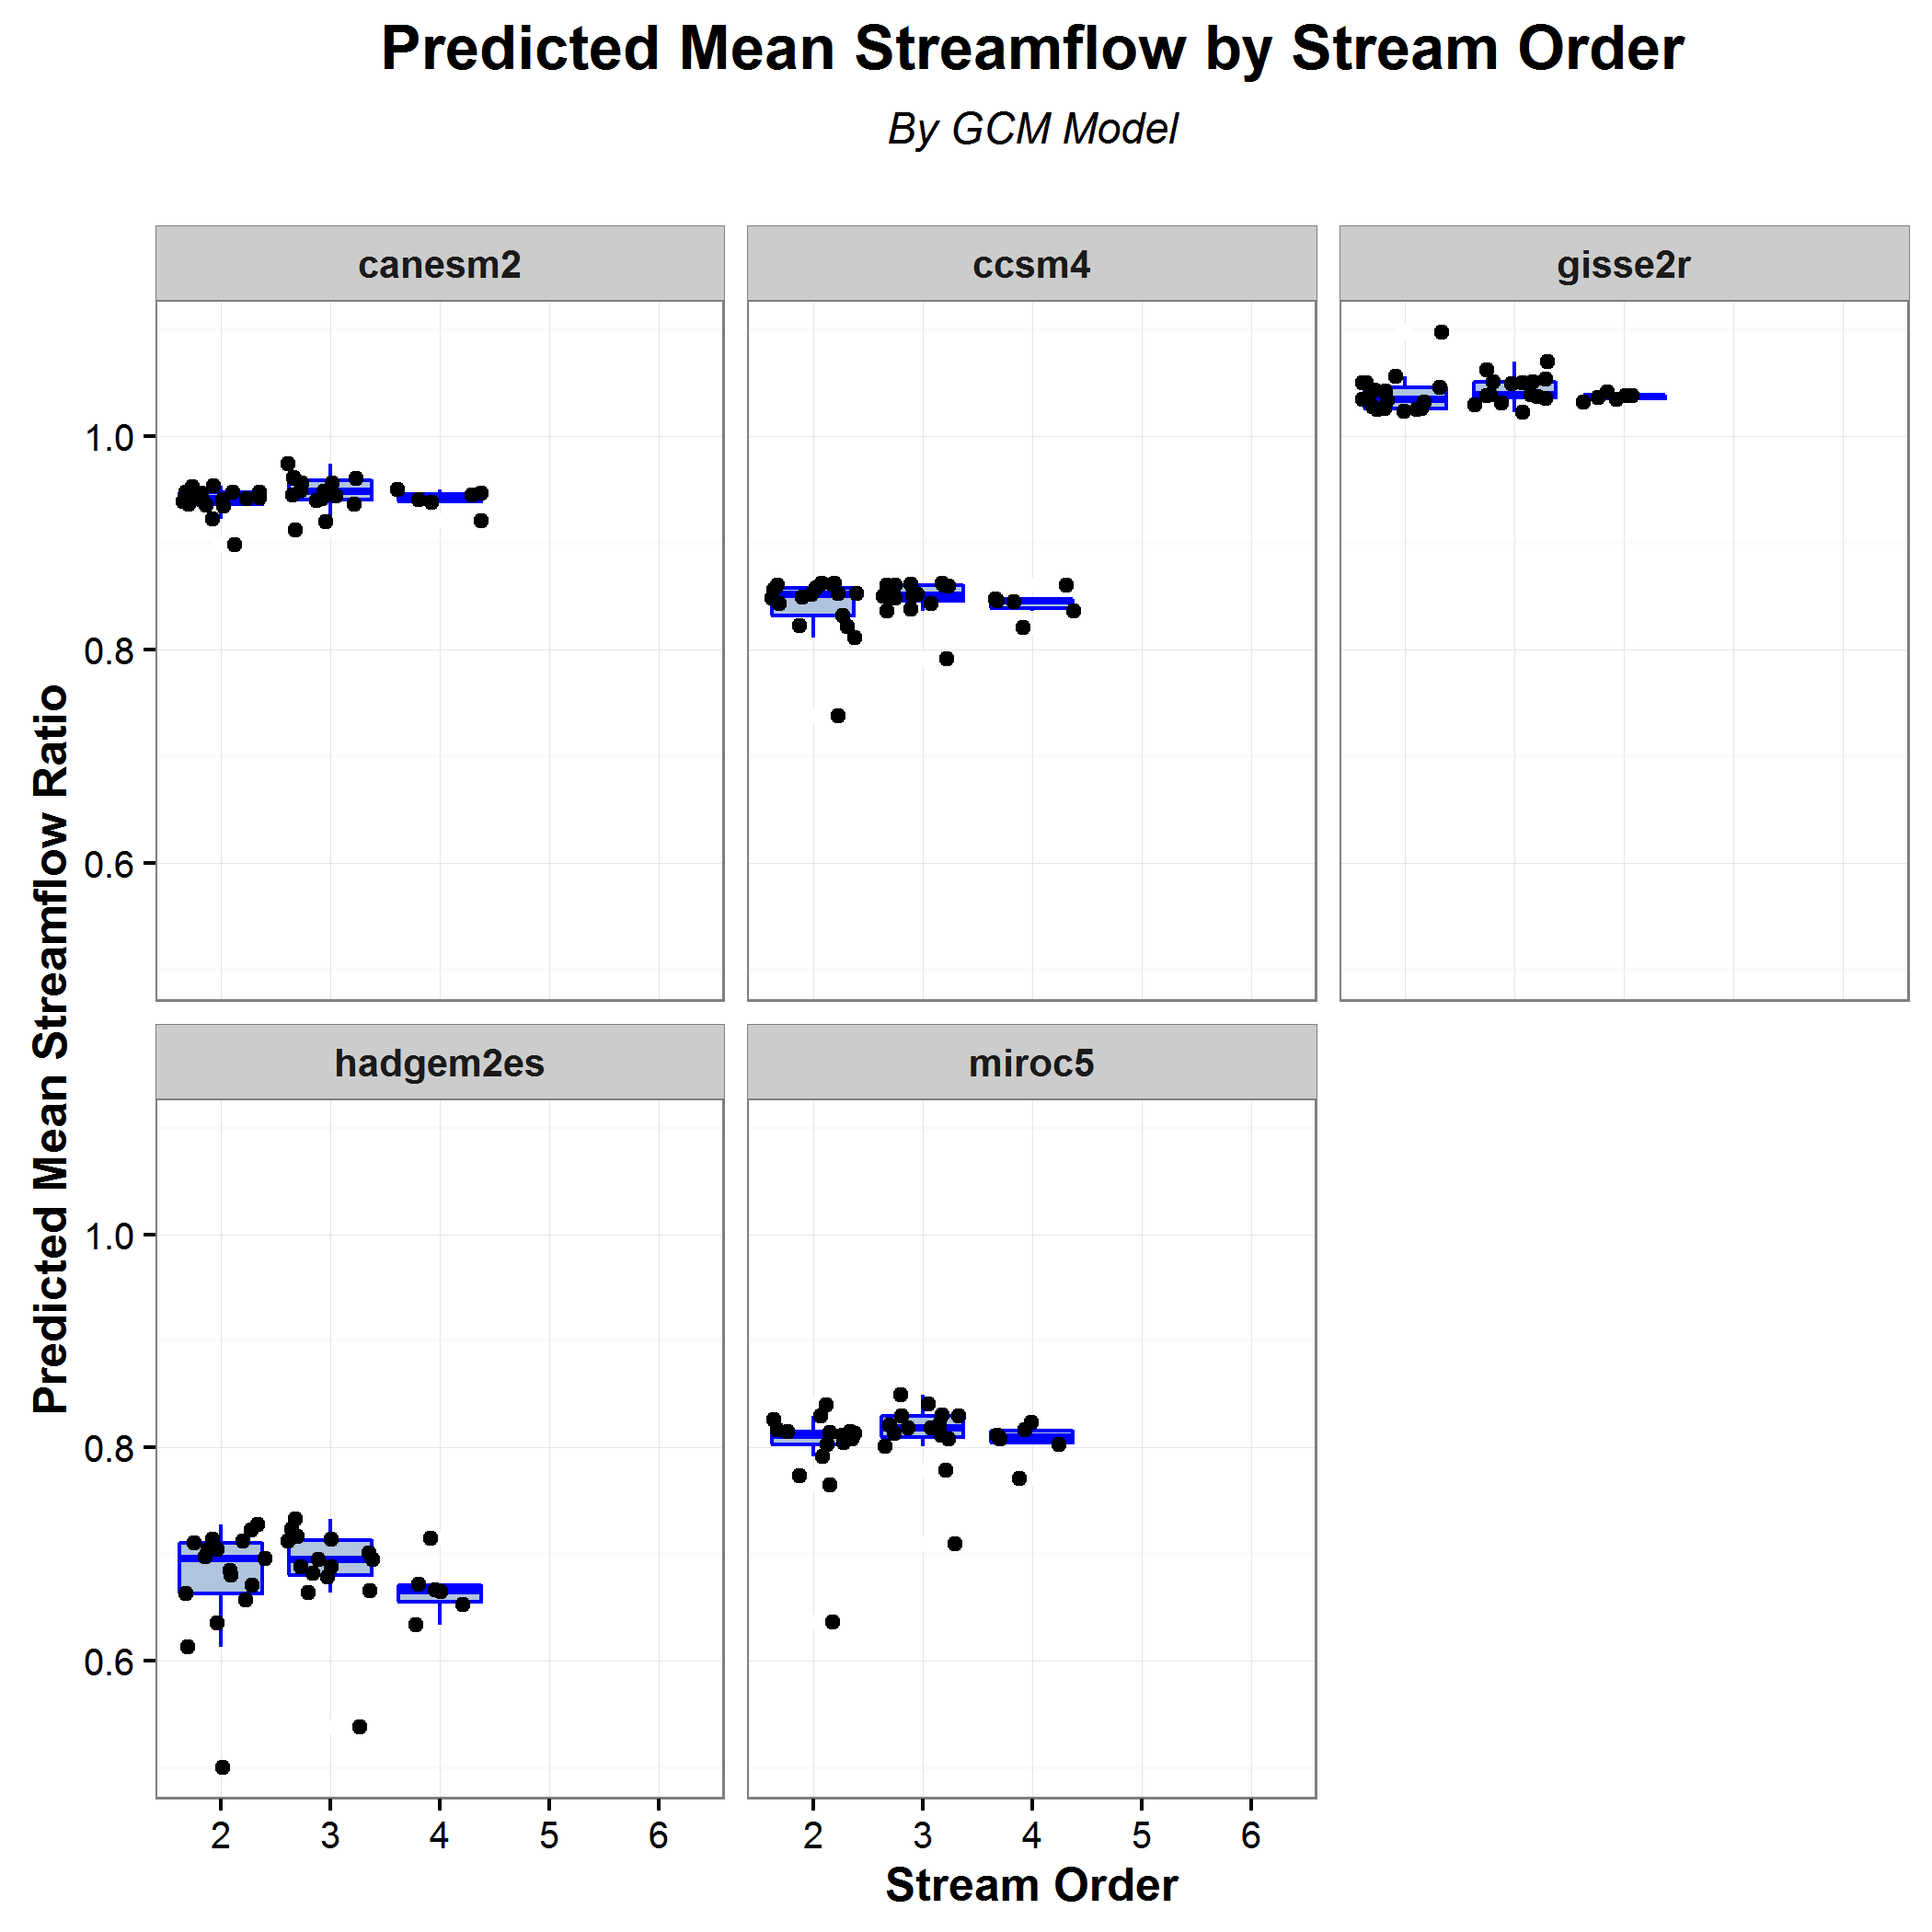 Predicted Mean Streamflow by Stream Order
By GCM Model
canesm2
ccsm4
gisse2r
1.0
0.8
0.6
Predicted Mean Streamflow Ratio
hadgem2es
miroc5
1.0
0.8
0.6
2 3 4 5 6
2 3 4 5 6
Stream Order